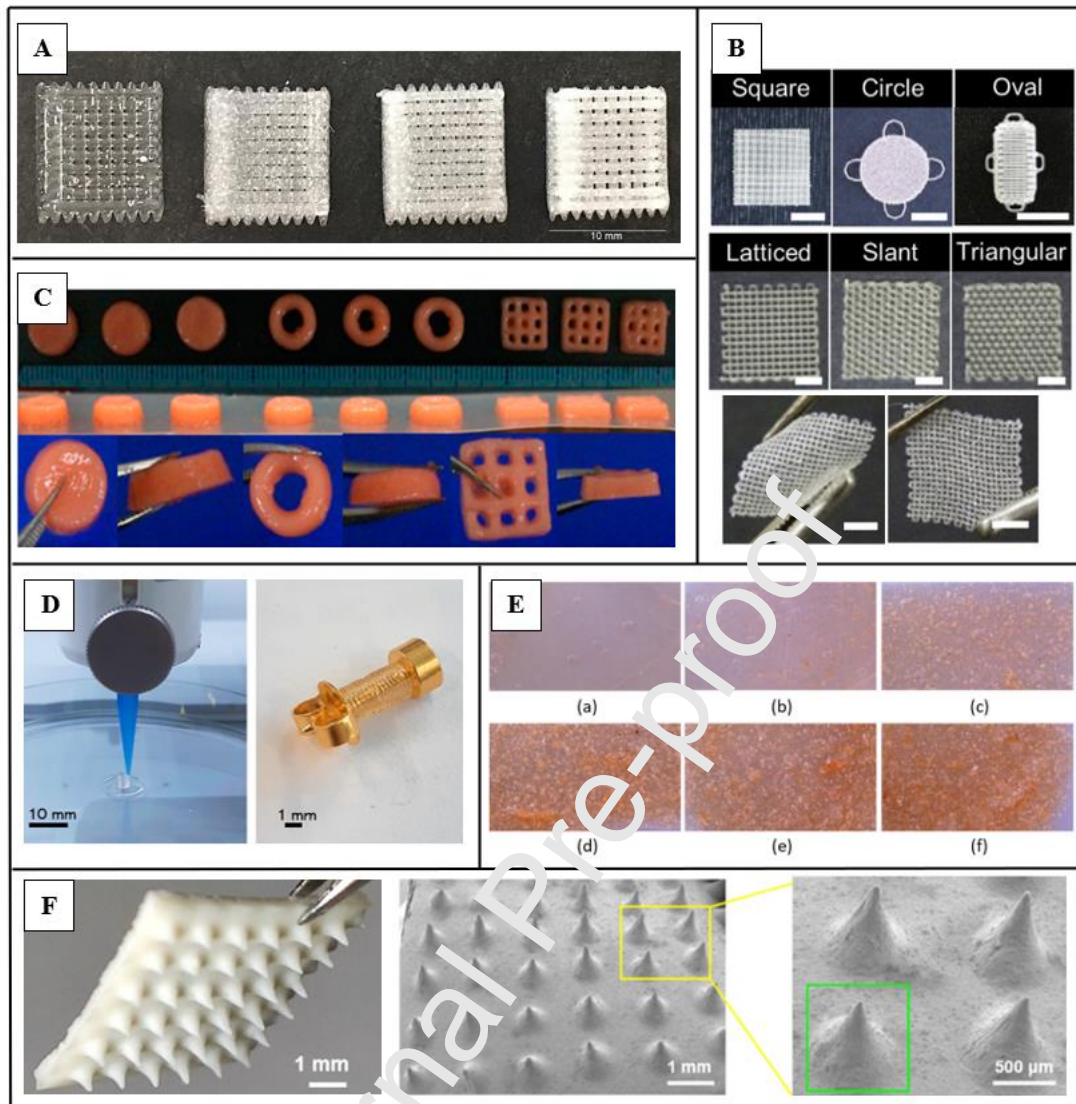 A
10 mm
B
Square Circle Oval
Latticed Slant Triangular
C
D
10 mm
1 mm
E
(a) (b) (c)
(d) (e) (f)
F
1 mm
1 mm
500 µm
rnal Pre-proof